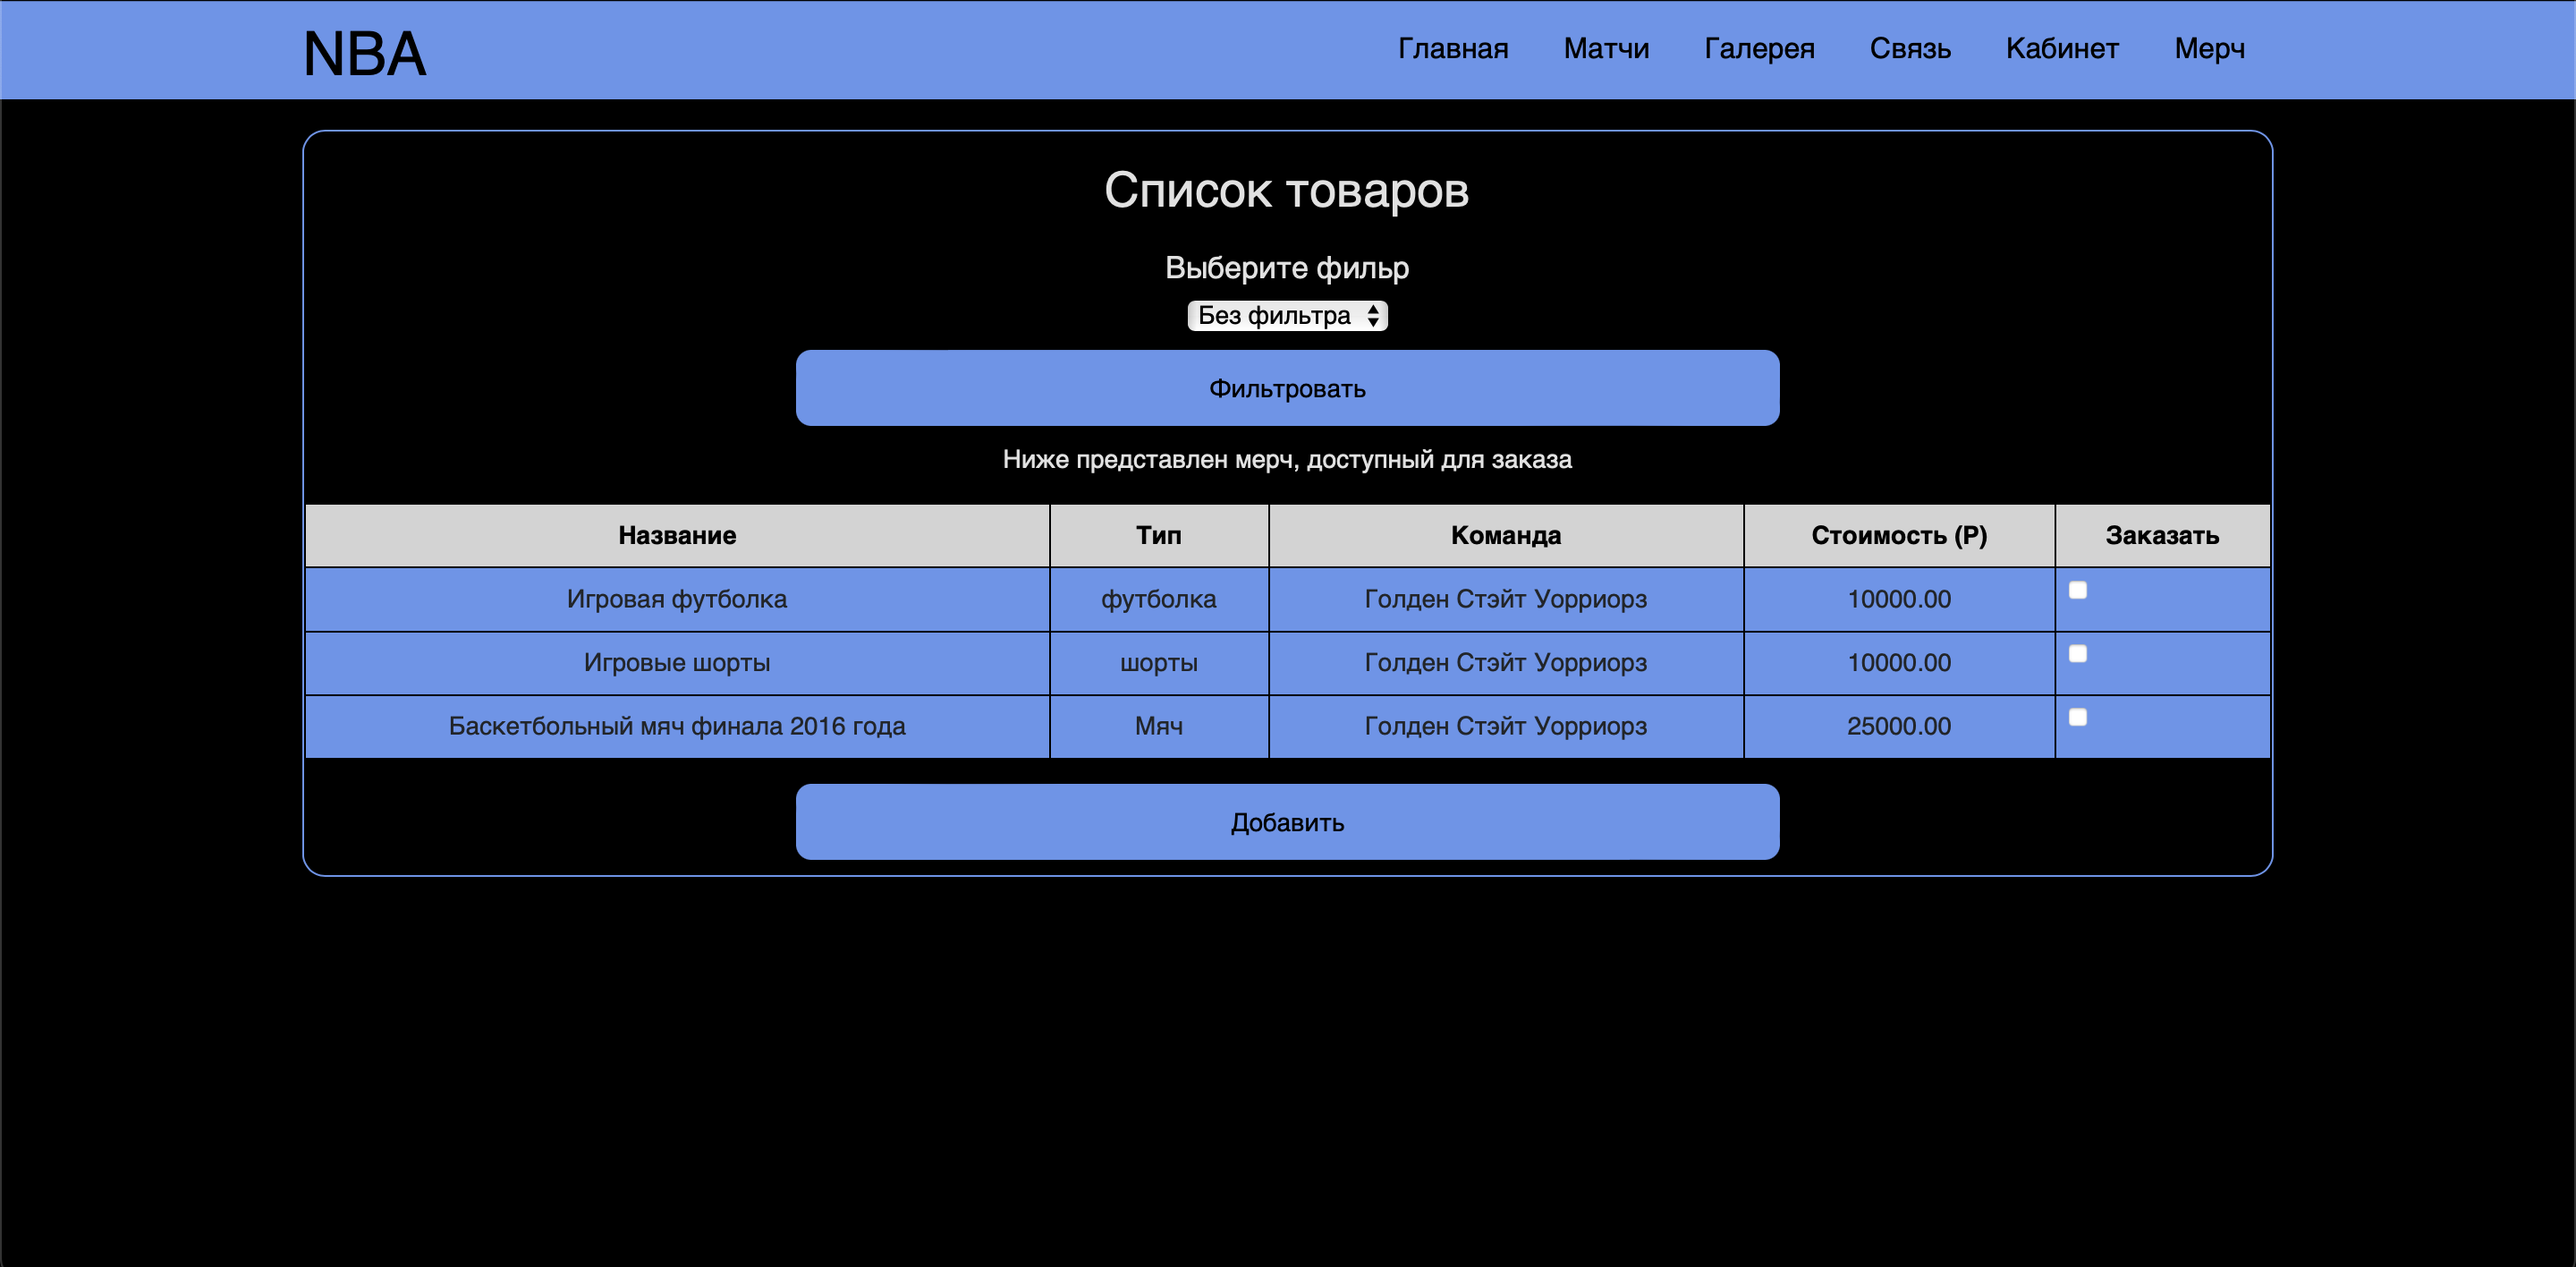 NBA Главная Матчи Галерея Связь Кабинет Мерч
Список товаров
Выберите фильр
Без фильтра
Фильтровать
Ниже представлен мерч, доступный для заказа
Название Тип Команда Стоимость (Р) Заказать
Игровая футболка футболка Голден Стэйт Уорриорз 10000.00
Игровые шорты шорты Голден Стэйт Уорриорз 10000.00
Баскетбольный мяч финала 2016 года Мяч Голден Стэйт Уорриорз 25000.00
Добавить